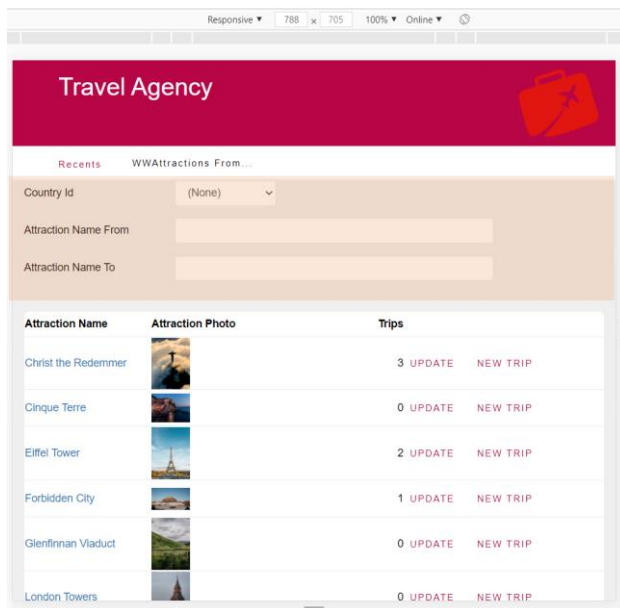 Responsive ▼ 788 x 705 100% ▼ Online ▼
Travel Agency
Recents WWAttractions From...
Country Id (None)
Attraction Name From
Attraction Name To
Attraction Name Attraction Photo Trips
Christ the Redemmer 3 UPDATE NEW TRIP
Cinque Terre 0 UPDATE NEW TRIP
Eiffel Tower 2 UPDATE NEW TRIP
Forbidden City 1 UPDATE NEW TRIP
Glenfinnan Viaduct 0 UPDATE NEW TRIP
London Towers 0 UPDATE NEW TRIP